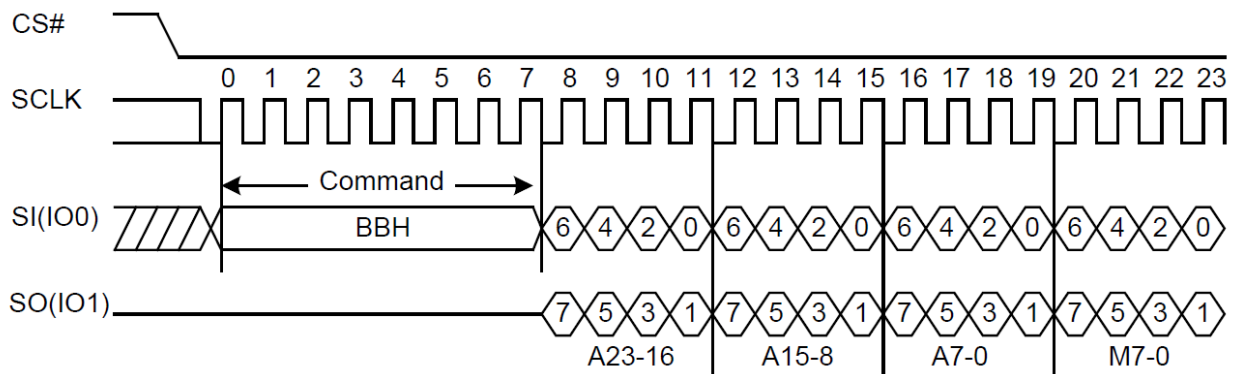 CS#
0 1 2 3 4 5 6 7 8 9 10 11 12 13 14 15 16 17 18 19 20 21 22 23
SCLK
Command
SI(IO0) BBH 6 4 2 0 6 4 2 0 6 4 2 0 6 4 2 0
SO(IO1) 7 5 3 1 7 5 3 1 7 5 3 1 7 5 3 1
A23-16 A15-8 A7-0 M7-0